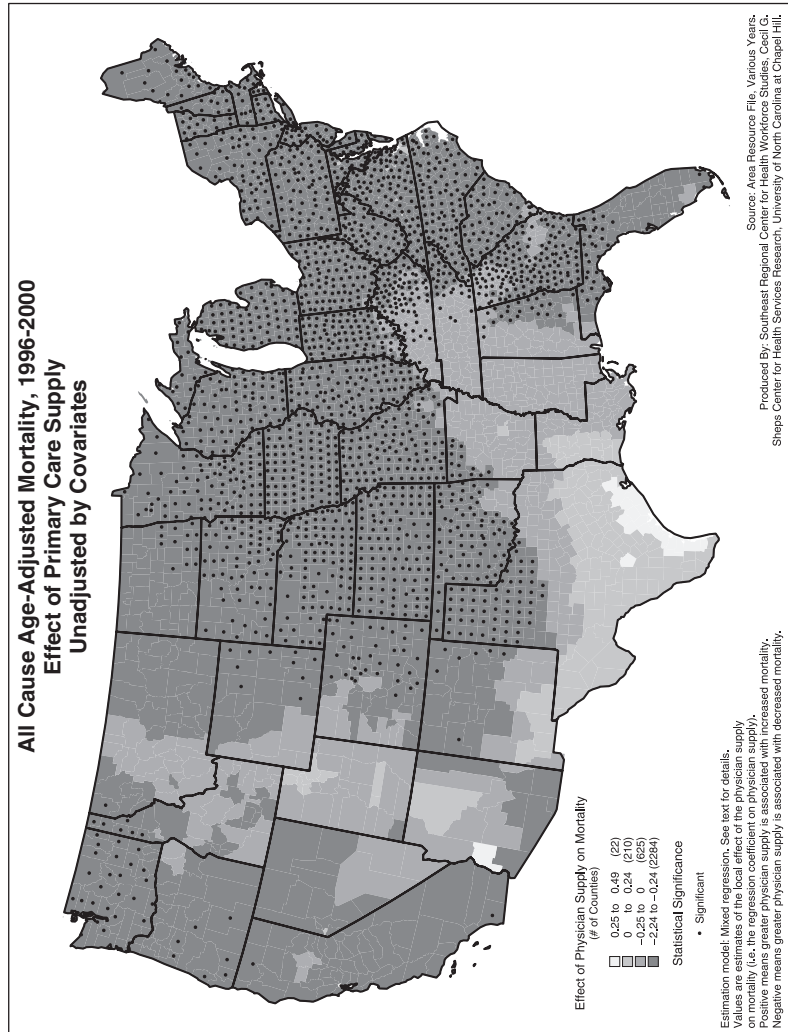 All Cause Age-Adjusted Mortality, 1996-2000
Effect of Primary Care Supply
Unadjusted by Covariates
Effect of Physician Supply on Mortality
(# of Counties)
0.25 to 0.49 (22)
0 to 0.24 (210)
−0.25 to 0 (625)
−2.24 to −0.24 (2284)
Statistical Significance
• Significant
Estimation model: Mixed regression. See text for details.
Values are estimates of the local effect of the physician supply
on mortality (i.e. the regression coefficient on physician supply).
Positive means greater physician supply is associated with increased mortality.
Negative means greater physician supply is associated with decreased mortality.
Source: Area Resource File, Various Years.
Produced By: Southeast Regional Center for Health Workforce Studies, Cecil G.
Sheps Center for Health Services Research, University of North Carolina at Chapel Hill.